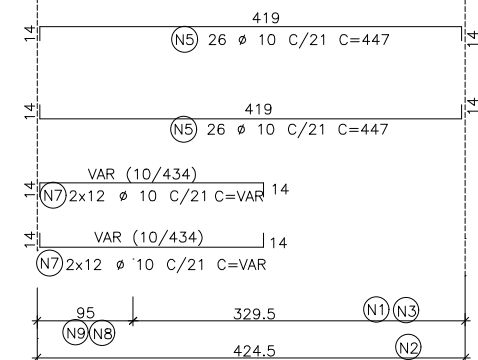 419
14 14
N5 26 ø 10 C/21 C=447
419
14 14
N5 26 ø 10 C/21 C=447
VAR (10/434)
14 14
N7 2x12 ø 10 C/21 C=VAR
VAR (10/434)
14 14
N7 2x12 ø 10 C/21 C=VAR
95 329.5 N1 N3
N9 N8
424.5 N2